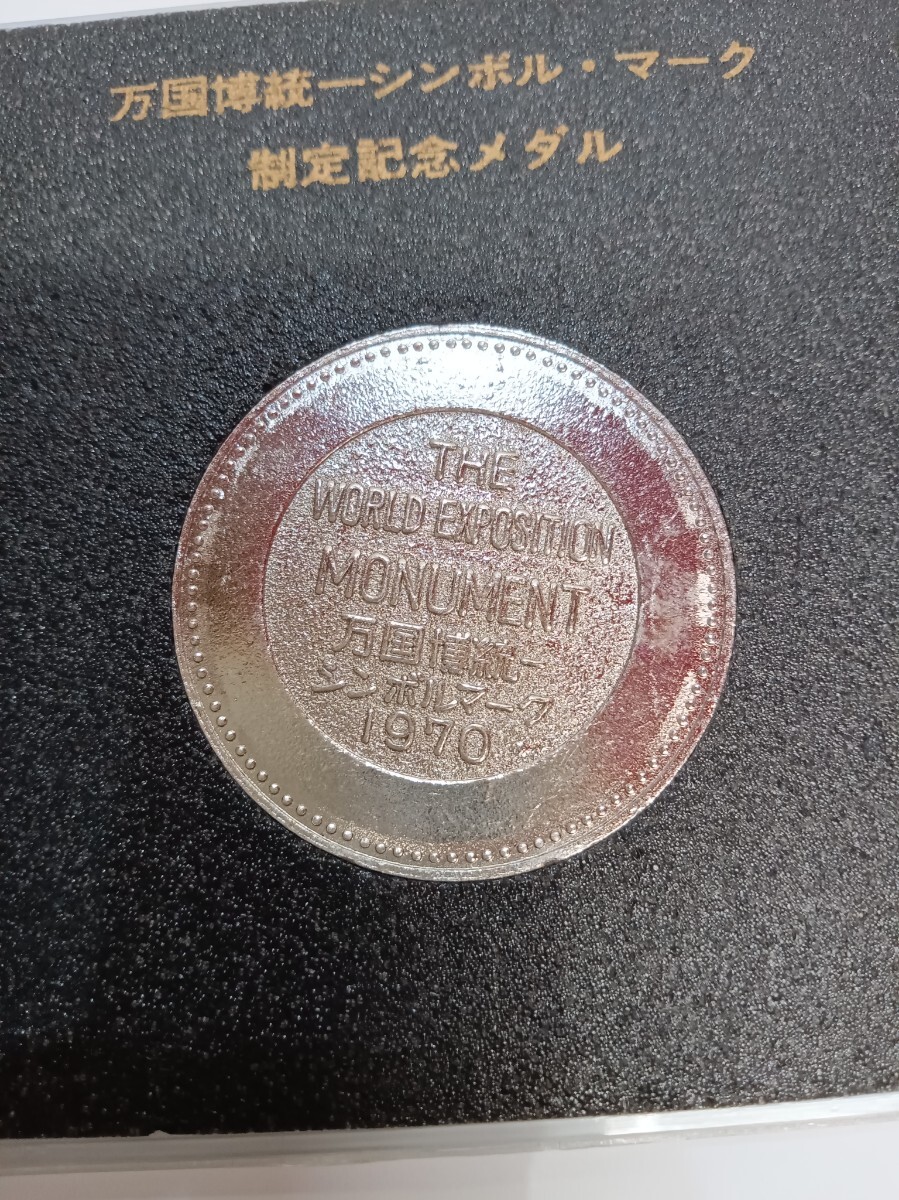 万国博統一シンボル・マーク
制定記念メダル
THE
WORLD EXPOSITION
MONUMENT
万国博統一
シンボルマーク
1970